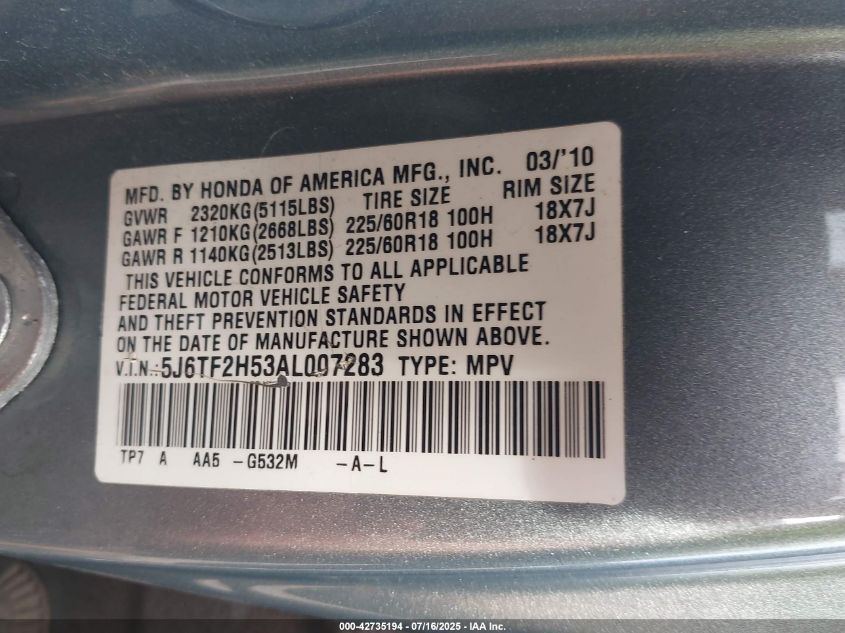 MFD. BY HONDA OF AMERICA MFG., INC. 03/'10
GVWR 2320KG(5115LBS) TIRE SIZE RIM SIZE
GAWR F 1210KG(2668LBS) 225/60R18 100H 18X7J
GAWR R 1140KG(2513LBS) 225/60R18 100H 18X7J
THIS VEHICLE CONFORMS TO ALL APPLICABLE
FEDERAL MOTOR VEHICLE SAFETY
AND THEFT PREVENTION STANDARDS IN EFFECT
ON THE DATE OF MANUFACTURE SHOWN ABOVE.
V.I.N.:5J6TF2H53AL007283 TYPE: MPV
TP7 A AA5 -G532M -A-L
000-42735194 - 07/16/2025 - IAA Inc.